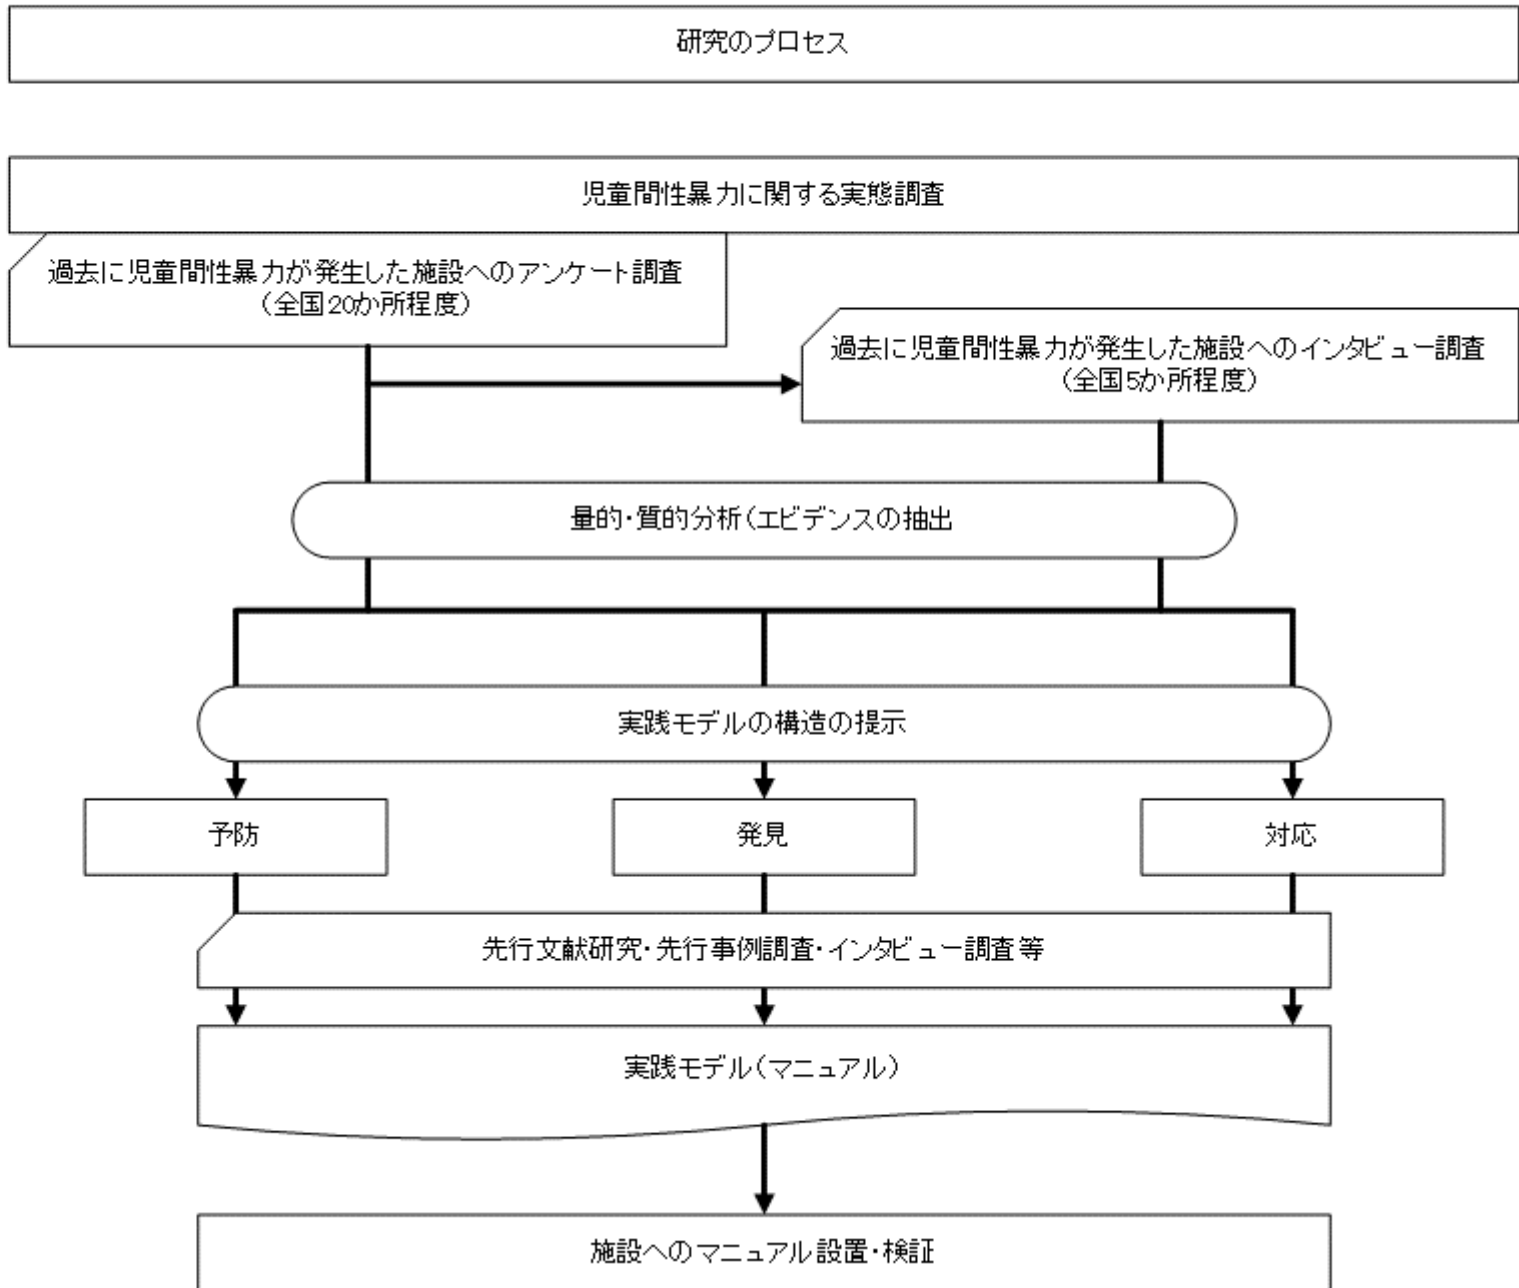 研究のプロセス
児童間性暴力に関する実態調査
過去に児童間性暴力が発生した施設へのアンケート調査
（全国20か所程度）
過去に児童間性暴力が発生した施設へのインタビュー調査
（全国5か所程度）
量的・質的分析（エビデンスの抽出
実践モデルの構造の提示
予防
発見
対応
先行文献研究・先行事例調査・インタビュー調査等
実践モデル（マニュアル）
施設へのマニュアル設置・検証